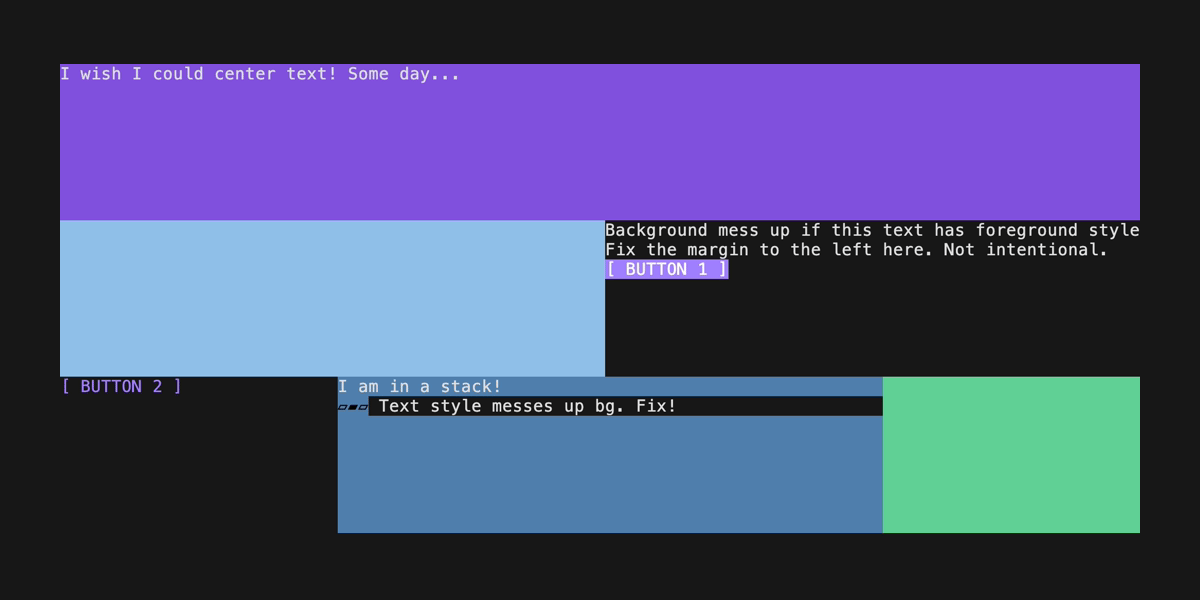 I wish I could center text! Some day...
Background mess up if this text has foreground style
Fix the margin to the left here. Not intentional.
[ BUTTON 1 ]
[ BUTTON 2 ]
I am in a stack!
▱▰▱ Text style messes up bg. Fix!